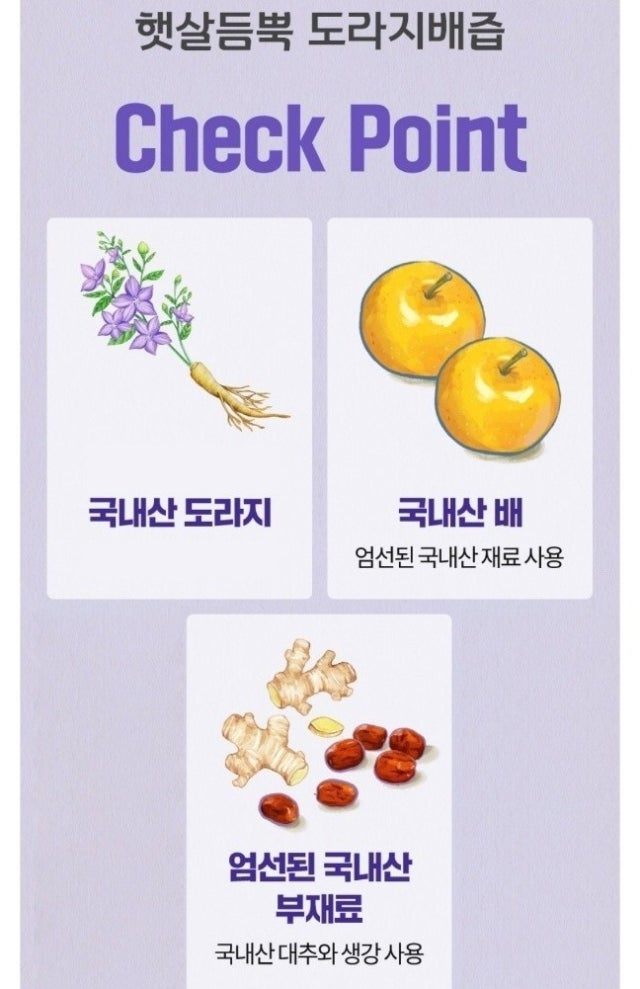 햇살듬뿍 도라지배즙
Check Point
국내산 도라지
국내산 배
엄선된 국내산 재료 사용
엄선된 국내산
부재료
국내산 대추와 생강 사용